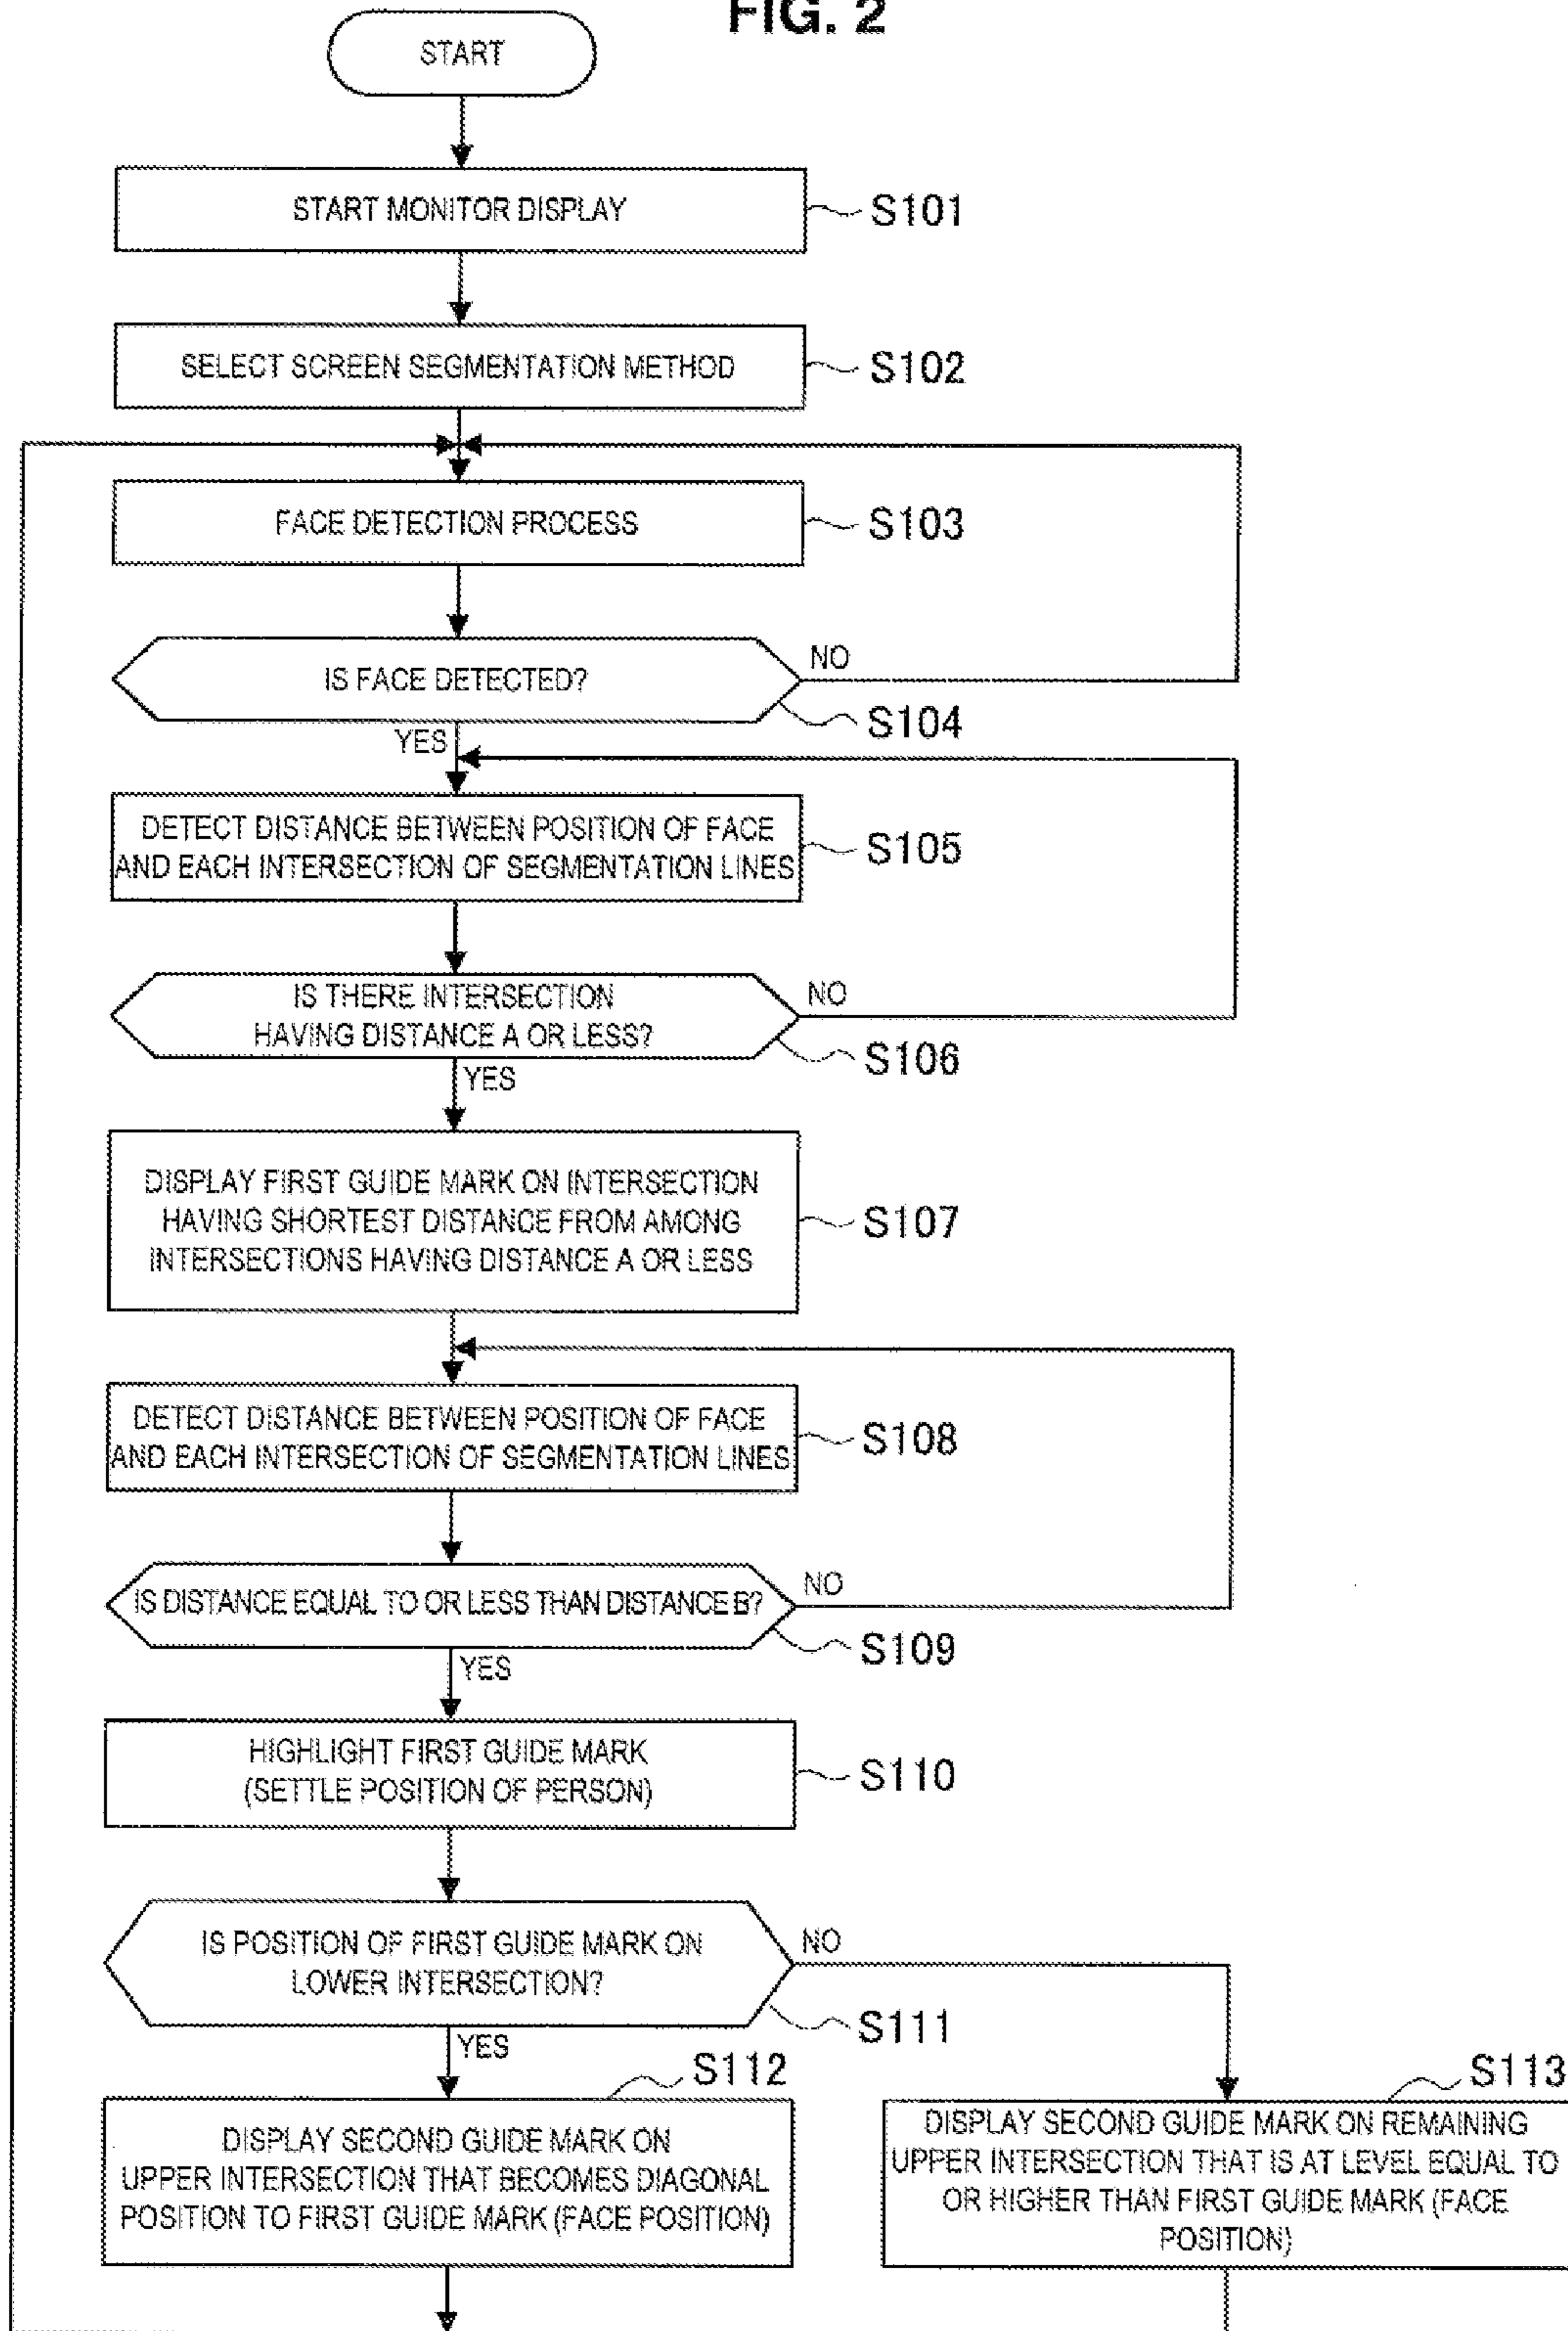 FIG. 2
START
START MONITOR DISPLAY
S101
SELECT SCREEN SEGMENTATION METHOD
S102
FACE DETECTION PROCESS
S103
IS FACE DETECTED?
NO
S104
YES
DETECT DISTANCE BETWEEN POSITION OF FACE
AND EACH INTERSECTION OF SEGMENTATION LINES
S105
IS THERE INTERSECTION
HAVING DISTANCE A OR LESS?
NO
S106
YES
DISPLAY FIRST GUIDE MARK ON INTERSECTION
HAVING SHORTEST DISTANCE FROM AMONG
INTERSECTIONS HAVING DISTANCE A OR LESS
S107
DETECT DISTANCE BETWEEN POSITION OF FACE
AND EACH INTERSECTION OF SEGMENTATION LINES
S108
IS DISTANCE EQUAL TO OR LESS THAN DISTANCE B?
NO
S109
YES
HIGHLIGHT FIRST GUIDE MARK
(SETTLE POSITION OF PERSON)
S110
IS POSITION OF FIRST GUIDE MARK ON
LOWER INTERSECTION?
NO
S111
YES
S112
DISPLAY SECOND GUIDE MARK ON
UPPER INTERSECTION THAT BECOMES DIAGONAL
POSITION TO FIRST GUIDE MARK (FACE POSITION)
S113
DISPLAY SECOND GUIDE MARK ON REMAINING
UPPER INTERSECTION THAT IS AT LEVEL EQUAL TO
OR HIGHER THAN FIRST GUIDE MARK (FACE
POSITION)